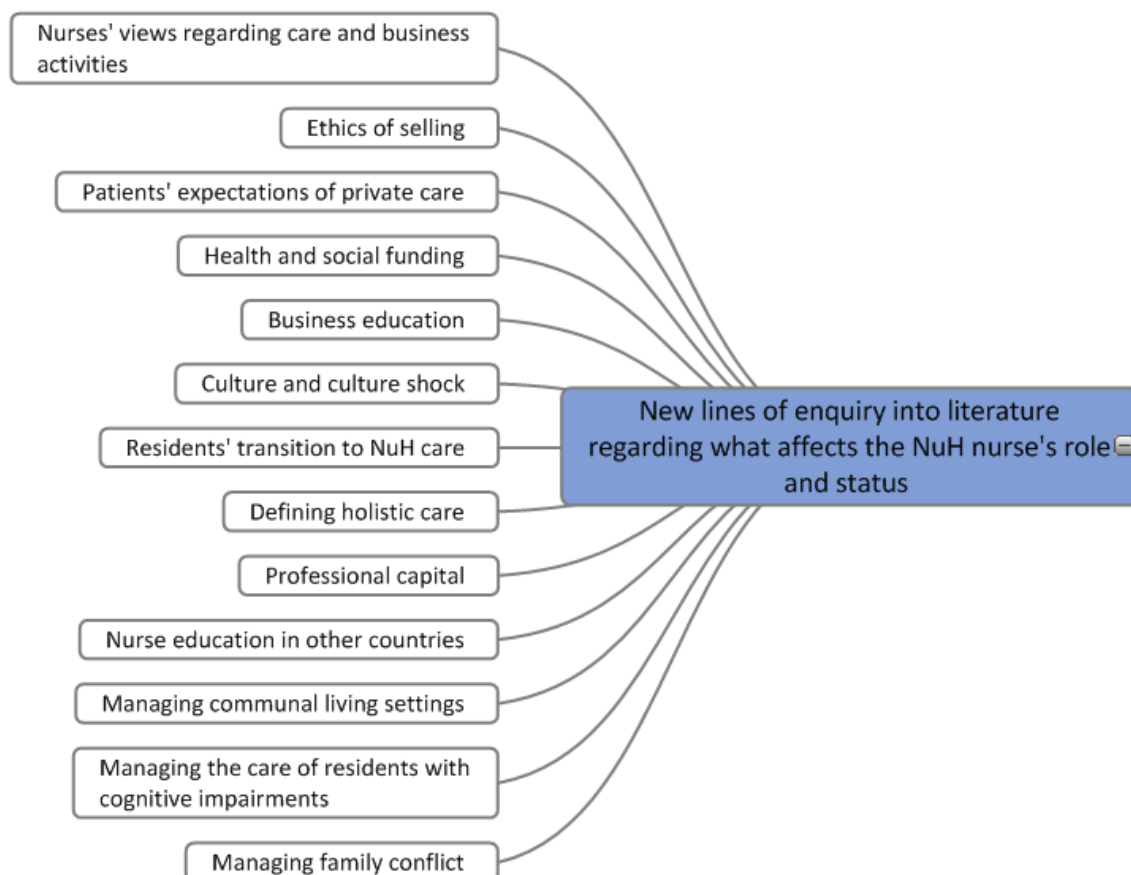 Nurses' views regarding care and business
activities
Ethics of selling
Patients' expectations of private care
Health and social funding
Business education
Culture and culture shock
Residents' transition to NuH care
Defining holistic care
Professional capital
Nurse education in other countries
Managing communal living settings
Managing the care of residents with
cognitive impairments
Managing family conflict
New lines of enquiry into literature
regarding what affects the NuH nurse's role
and status